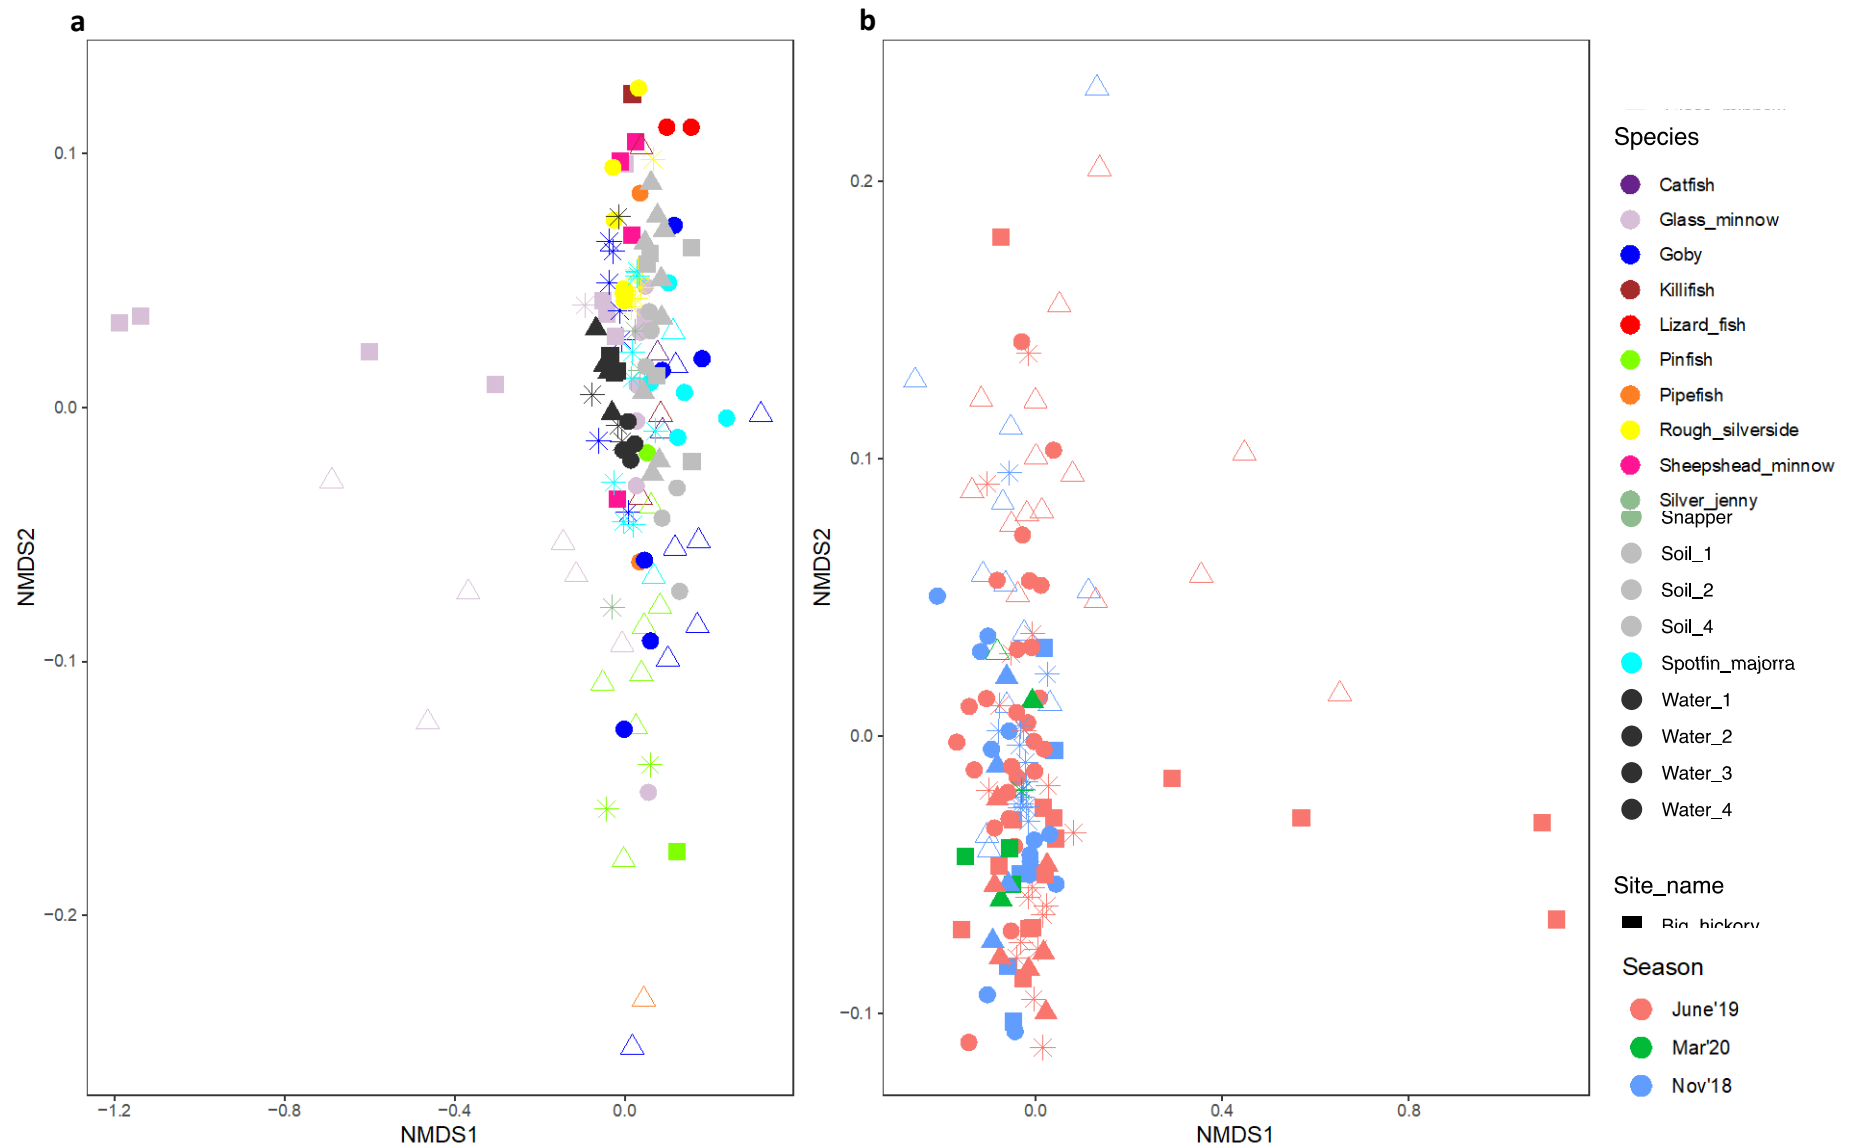 a
b
0.1
0.0
−0.1
−0.2
NMDS2
−1.2
−0.8
−0.4
0.0
NMDS1
0.2
0.1
0.0
−0.1
NMDS2
0.0
0.4
0.8
NMDS1
Species
Catfish
Glass_minnow
Goby
Killifish
Lizard_fish
Pinfish
Pipefish
Rough_silverside
Sheepshead_minnow
Silver_jenny
Snapper
Soil_1
Soil_2
Soil_4
Spotfin_majorra
Water_1
Water_2
Water_3
Water_4
Site_name
Big_hickory
Season
June'19
Mar'20
Nov'18